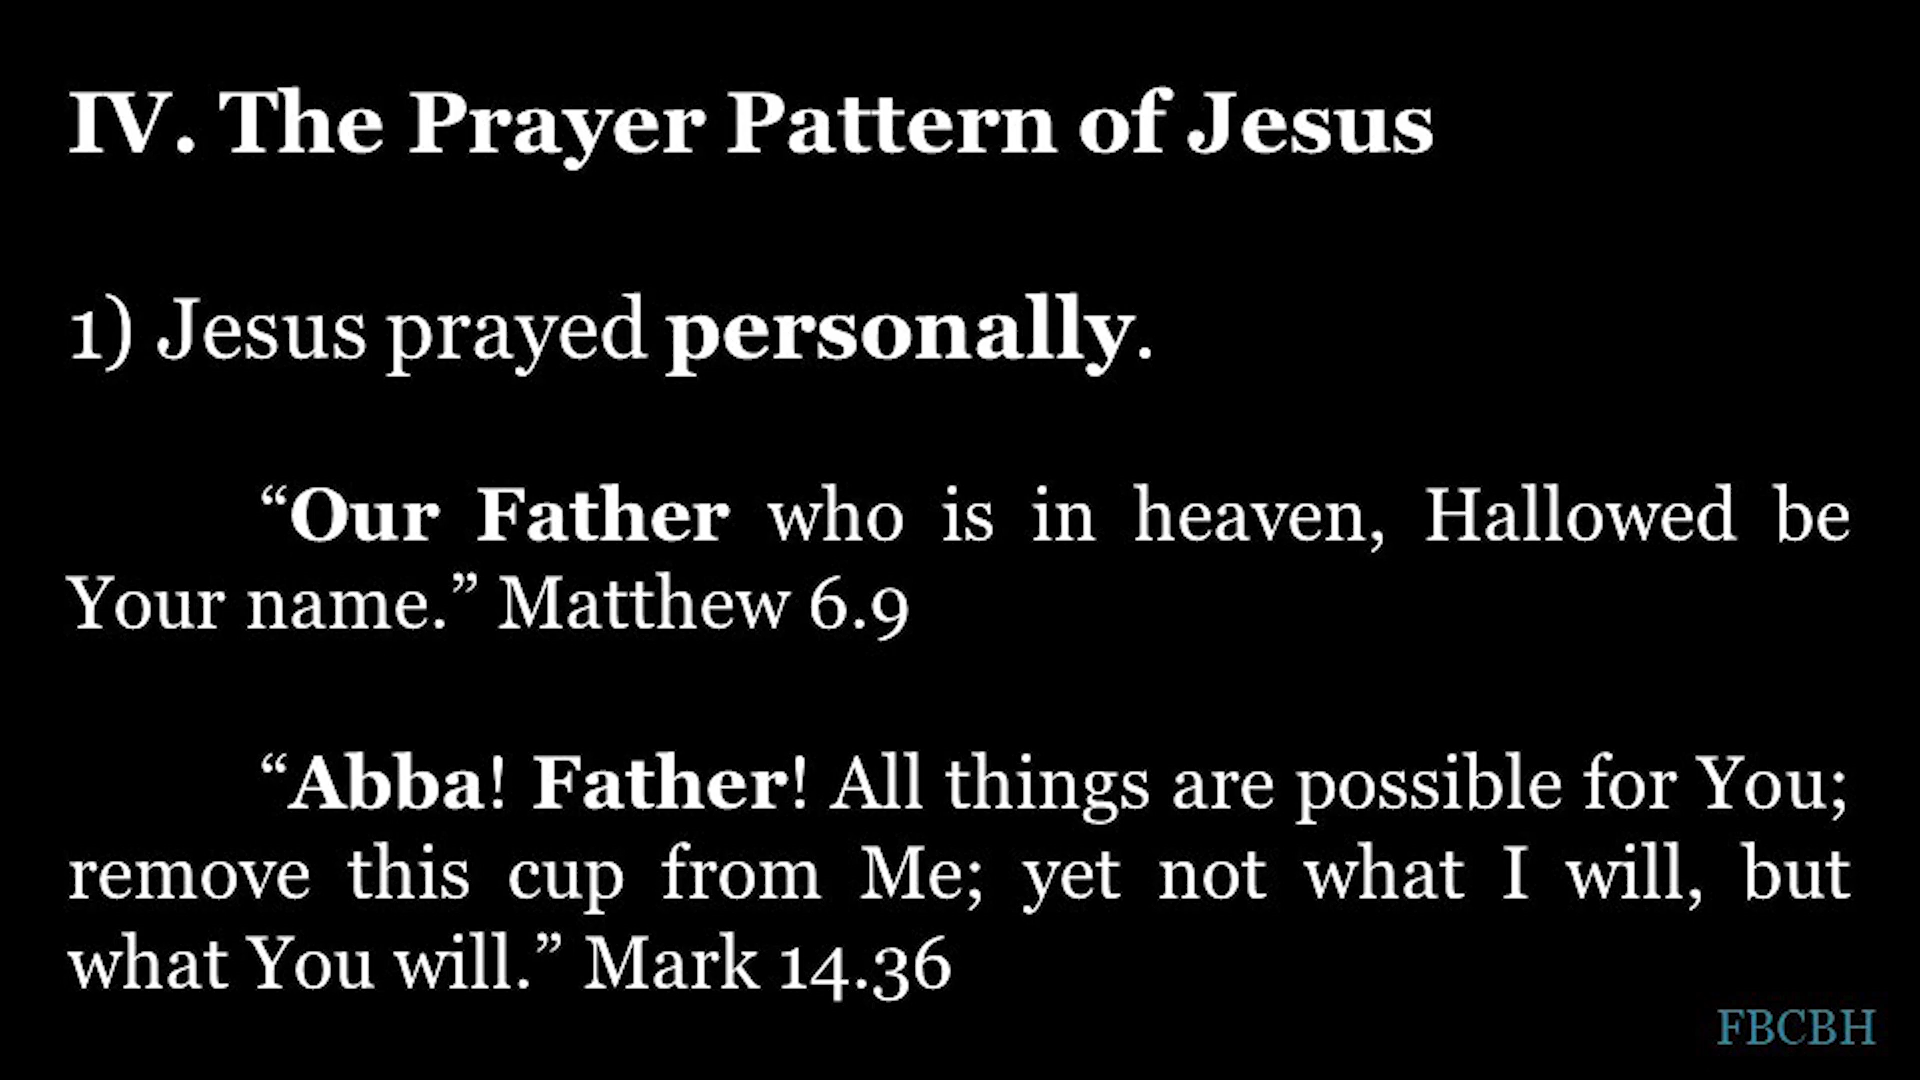 IV. The Prayer Pattern of Jesus
1) Jesus prayed personally.
“Our Father who is in heaven, Hallowed be
Your name.” Matthew 6.9
“Abba! Father! All things are possible for You;
remove this cup from Me; yet not what I will, but
what You will.” Mark 14.36
FBCBH